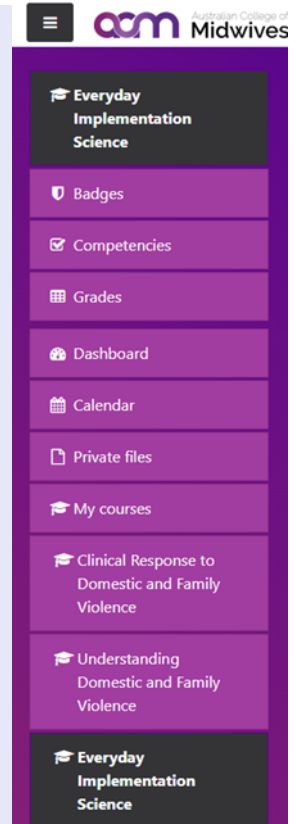 acm Australian College of
Midwives
Everyday
Implementation
Science
Badges
Competencies
Grades
Dashboard
Calendar
Private files
My courses
Clinical Response to
Domestic and Family
Violence
Understanding
Domestic and Family
Violence
Everyday
Implementation
Science